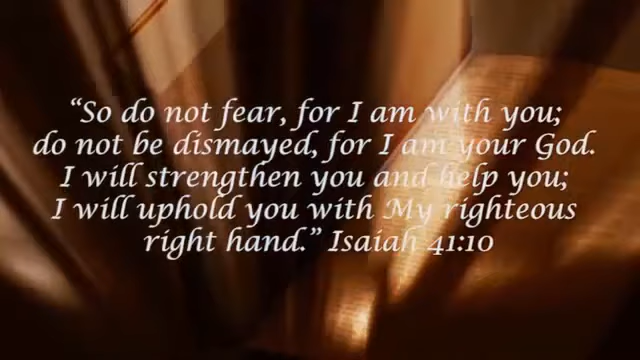 “So do not fear, for I am with you;
do not be dismayed, for I am your God.
I will strengthen you and help you;
I will uphold you with My righteous
right hand.” Isaiah 41:10